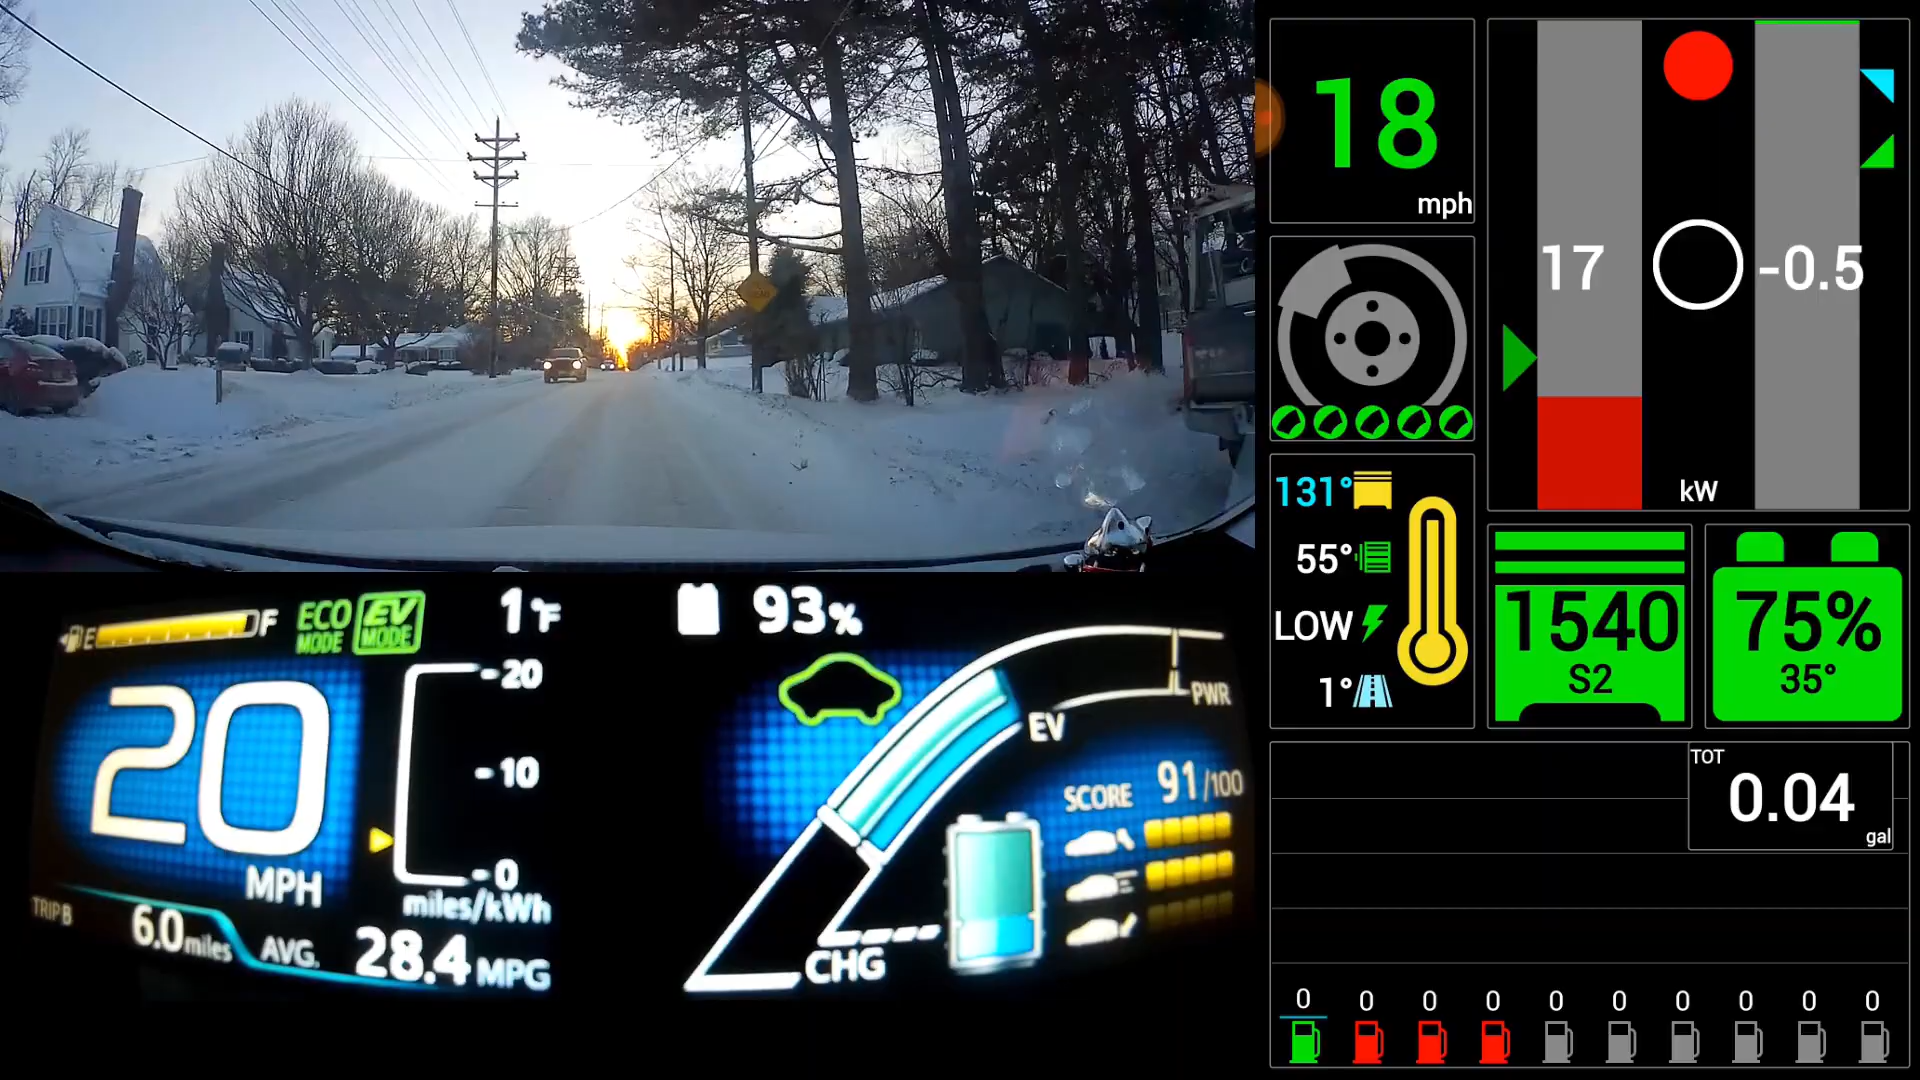 E F
ECO
MODE
EV
MODE
1°F
93%
20
MPH
-20
-10
-0
miles/kWh
TRIP B
6.0 miles
AVG.
28.4 MPG
PWR
EV
CHG
SCORE 91/100
18
mph
17
-0.5
kW
131°
55°
LOW
1°
1540
S2
75%
35°
TOT
0.04
gal
0 0 0 0 0 0 0 0 0 0